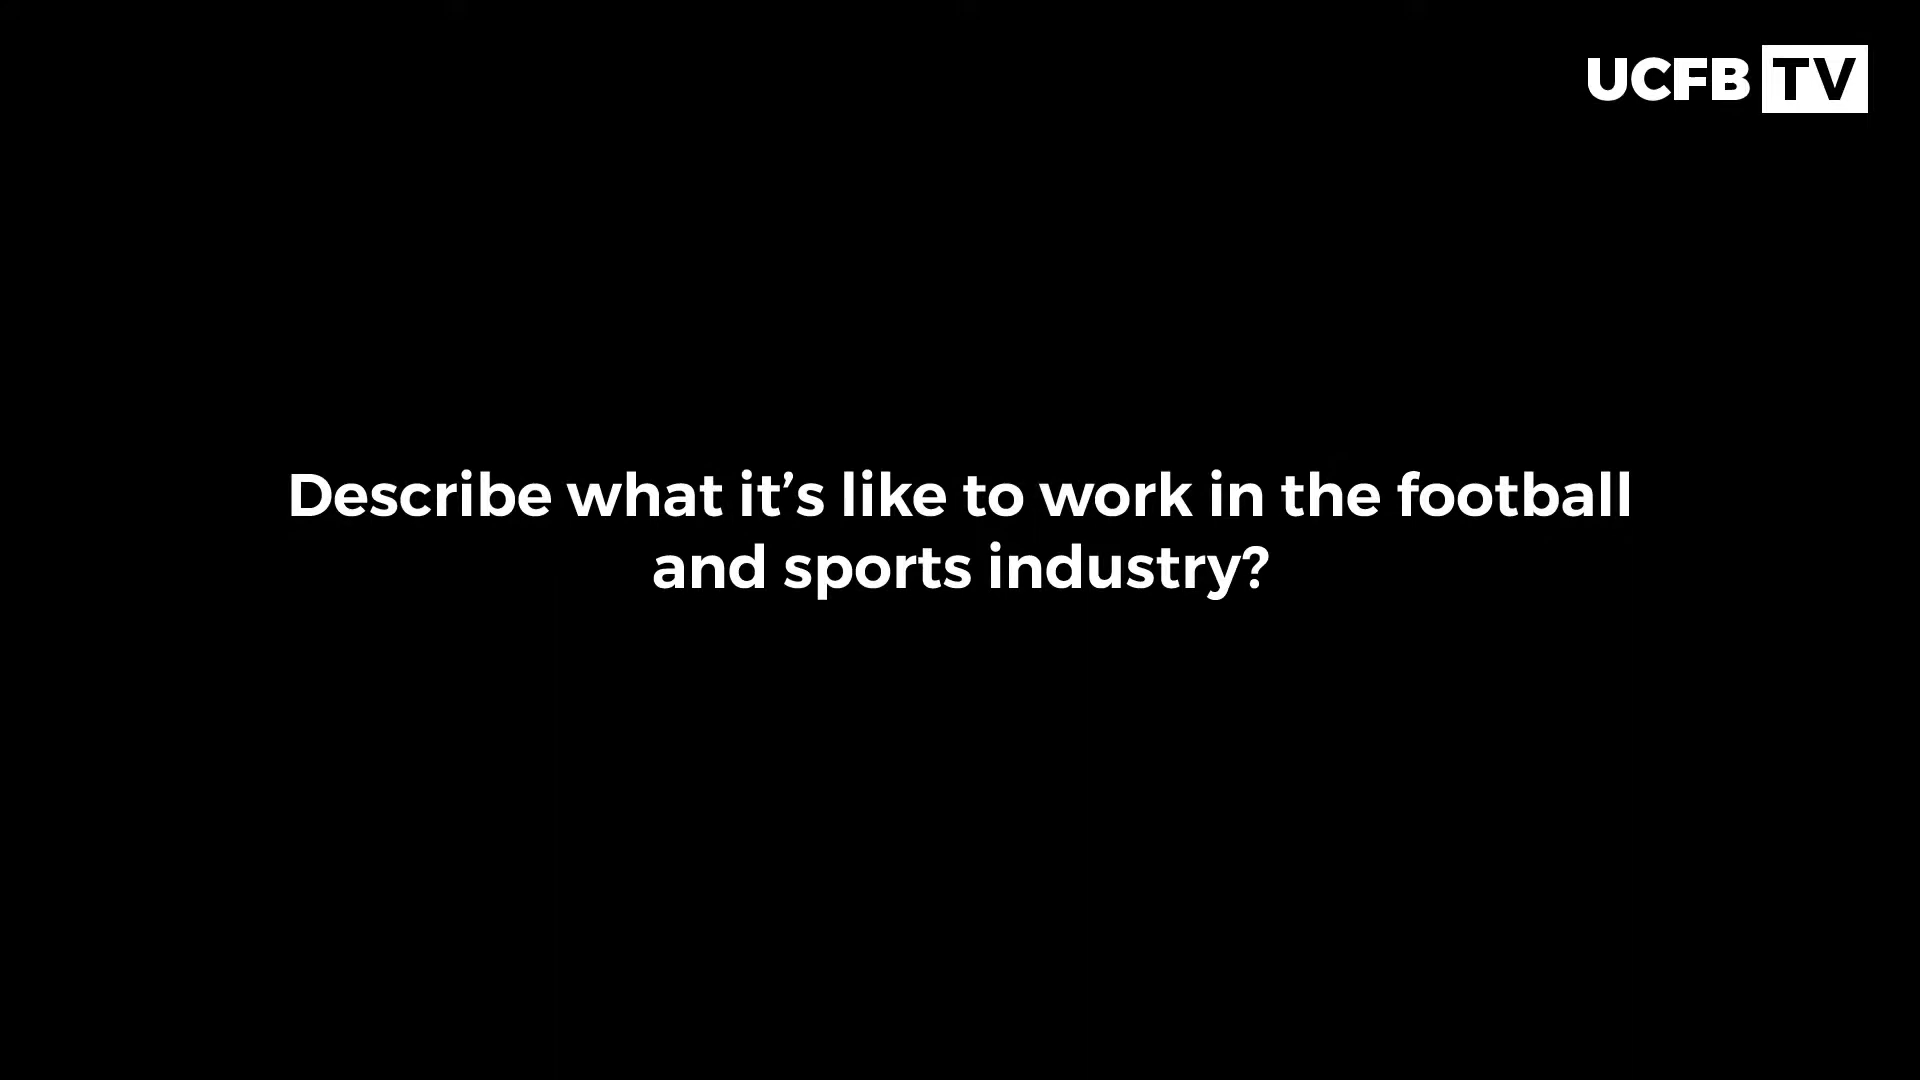 UCFB TV
Describe what it’s like to work in the football
and sports industry?